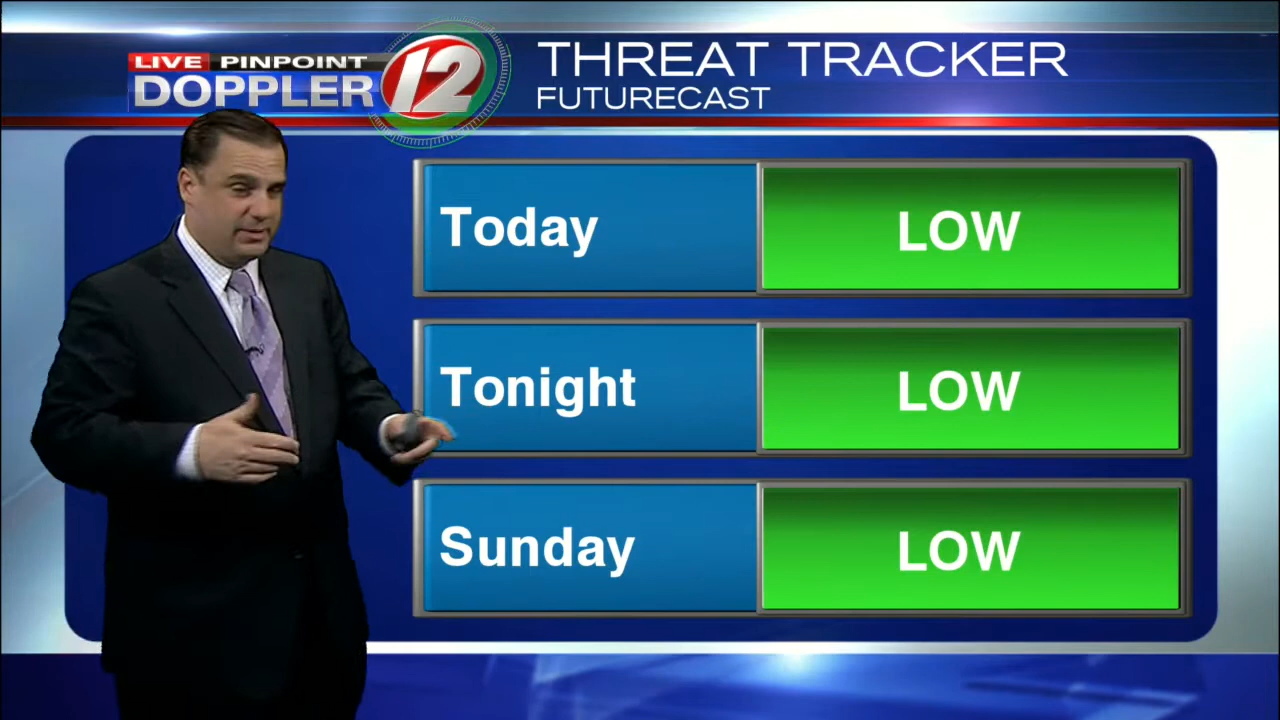 LIVE PINPOINT
DOPPLER 12
THREAT TRACKER
FUTURECAST
Today LOW
Tonight LOW
Sunday LOW